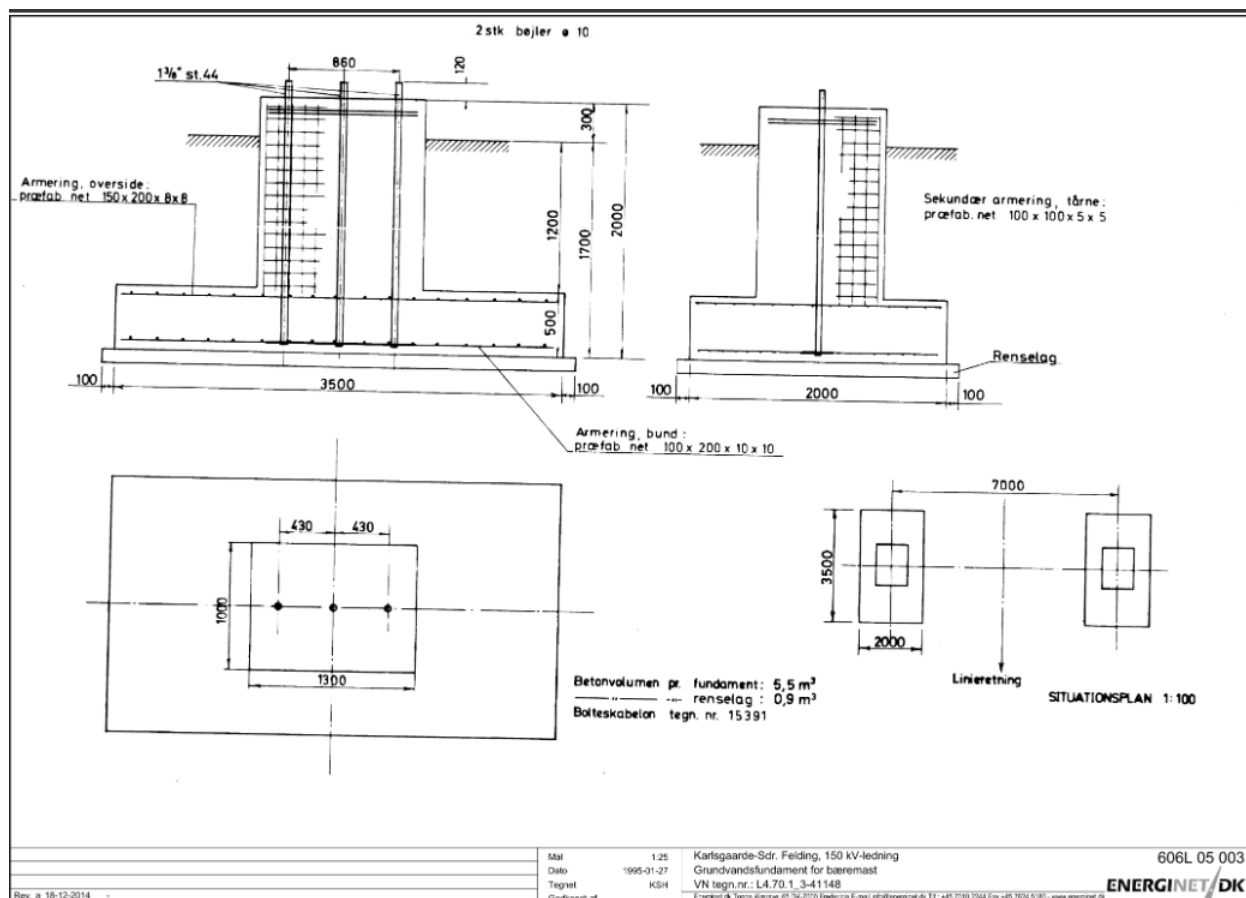 2 stk. bøjler ø 10
860
120
1 3/8" st.44
300
Armering, overside:
præfab. net 150 x 200 x 8 x 8
1200
1700
2000
500
100
3500
100
Sekundær armering, tårne:
præfab. net 100 x 100 x 5 x 5
Renselag
100
2000
100
Armering, bund:
præfab. net 100 x 200 x 10 x 10
430
430
1000
1300
7000
3500
2000
Linieretning
SITUATIONSPLAN 1:100
Betonvolumen pr. fundament: 5,5 m³
—— " —— -"- renselag : 0,9 m³
Bolteskabelon tegn. nr. 15391
Mål 1:25
Dato 1995-01-27
Tegnet KSH
Godkendt af
Karlsgaarde-Sdr. Felding, 150 kV-ledning
Grundvandsfundament for bæremast
VN tegn.nr.: L4.70.1_3-41148
606L 05 003
ENERGINET/DK
Rev. a 18-12-2014 -